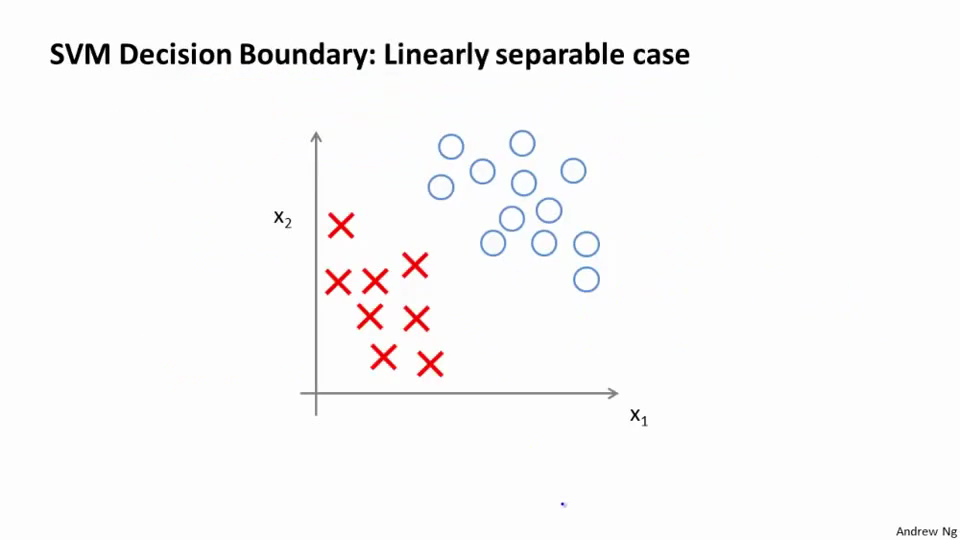 SVM Decision Boundary: Linearly separable case
x₂
x₁
Andrew Ng